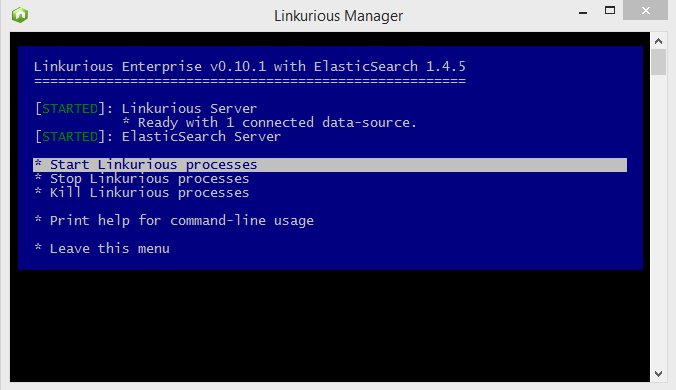 Linkurious Manager
Linkurious Enterprise v0.10.1 with ElasticSearch 1.4.5
======================================================
[STARTED]: Linkurious Server
* Ready with 1 connected data-source.
[STARTED]: ElasticSearch Server
* Start Linkurious processes
* Stop Linkurious processes
* Kill Linkurious processes
* Print help for command-line usage
* Leave this menu